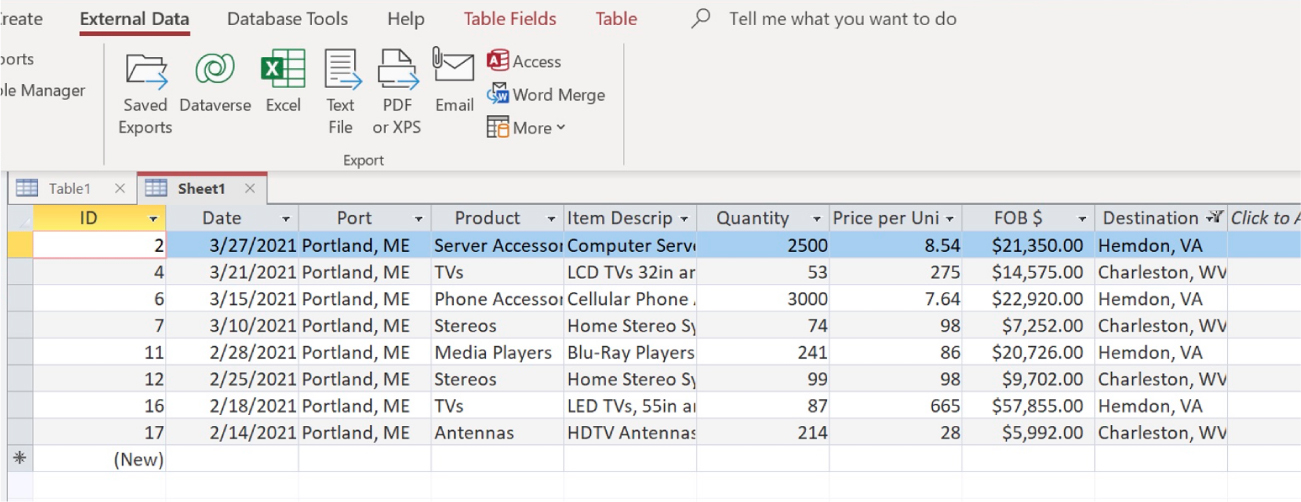 reate External Data Database Tools Help Table Fields Table Tell me what you want to do
ports
ole Manager
Saved Exports
Dataverse
Excel
Text File
PDF or XPS
Email
Access
Word Merge
More
Export
Table1 Sheet1
ID Date Port Product Item Descrip Quantity Price per Uni FOB $ Destination Click to A
2 3/27/2021 Portland, ME Server Accessor Computer Serve 2500 8.54 $21,350.00 Hemdon, VA
4 3/21/2021 Portland, ME TVs LCD TVs 32in ar 53 275 $14,575.00 Charleston, WV
6 3/15/2021 Portland, ME Phone Accessor Cellular Phone 3000 7.64 $22,920.00 Hemdon, VA
7 3/10/2021 Portland, ME Stereos Home Stereo Sy 74 98 $7,252.00 Charleston, WV
11 2/28/2021 Portland, ME Media Players Blu-Ray Players 241 86 $20,726.00 Hemdon, VA
12 2/25/2021 Portland, ME Stereos Home Stereo Sy 99 98 $9,702.00 Charleston, WV
16 2/18/2021 Portland, ME TVs LED TVs, 55in ar 87 665 $57,855.00 Hemdon, VA
17 2/14/2021 Portland, ME Antennas HDTV Antennas 214 28 $5,992.00 Charleston, WV
(New)